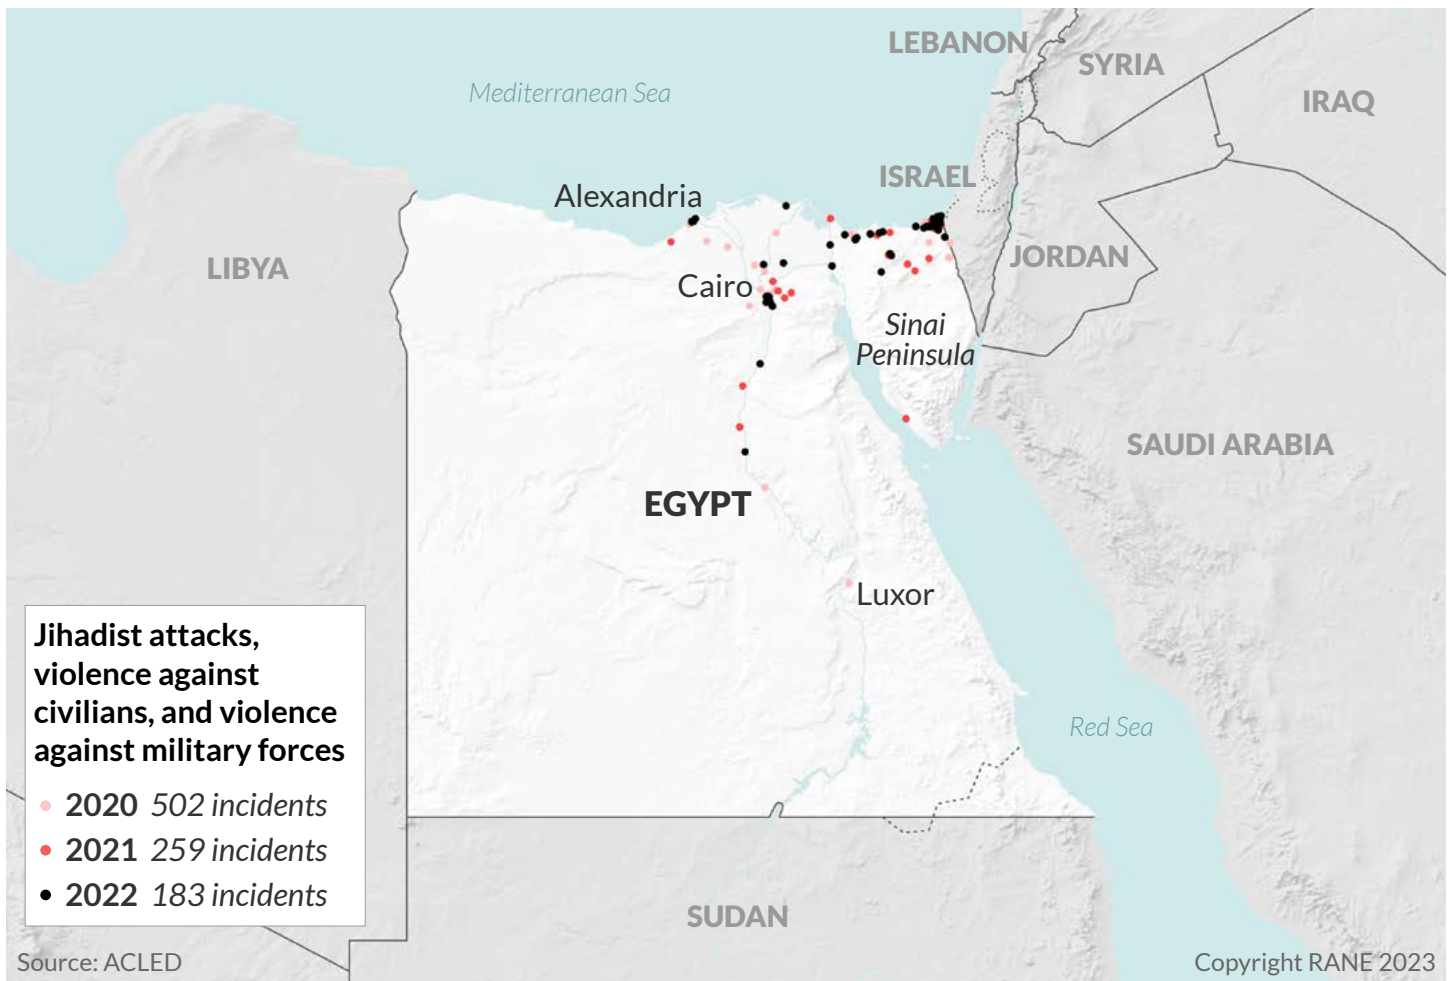 LEBANON
SYRIA
IRAQ
Mediterranean Sea
ISRAEL
Alexandria
LIBYA
JORDAN
Cairo
Sinai
Peninsula
SAUDI ARABIA
EGYPT
Luxor
Jihadist attacks,
violence against
civilians, and violence
against military forces
2020 502 incidents
2021 259 incidents
2022 183 incidents
Red Sea
SUDAN
Source: ACLED
Copyright RANE 2023